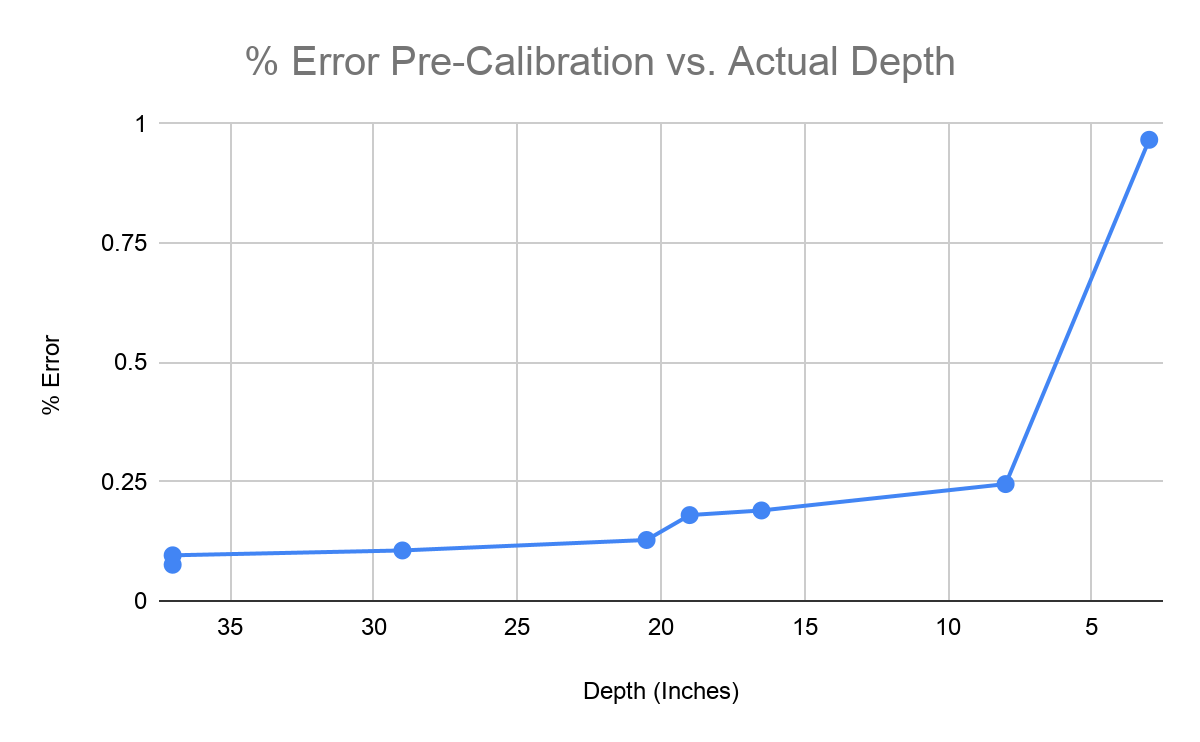 % Error Pre-Calibration vs. Actual Depth
1
0.75
0.5
0.25
0
% Error
35 30 25 20 15 10 5
Depth (Inches)